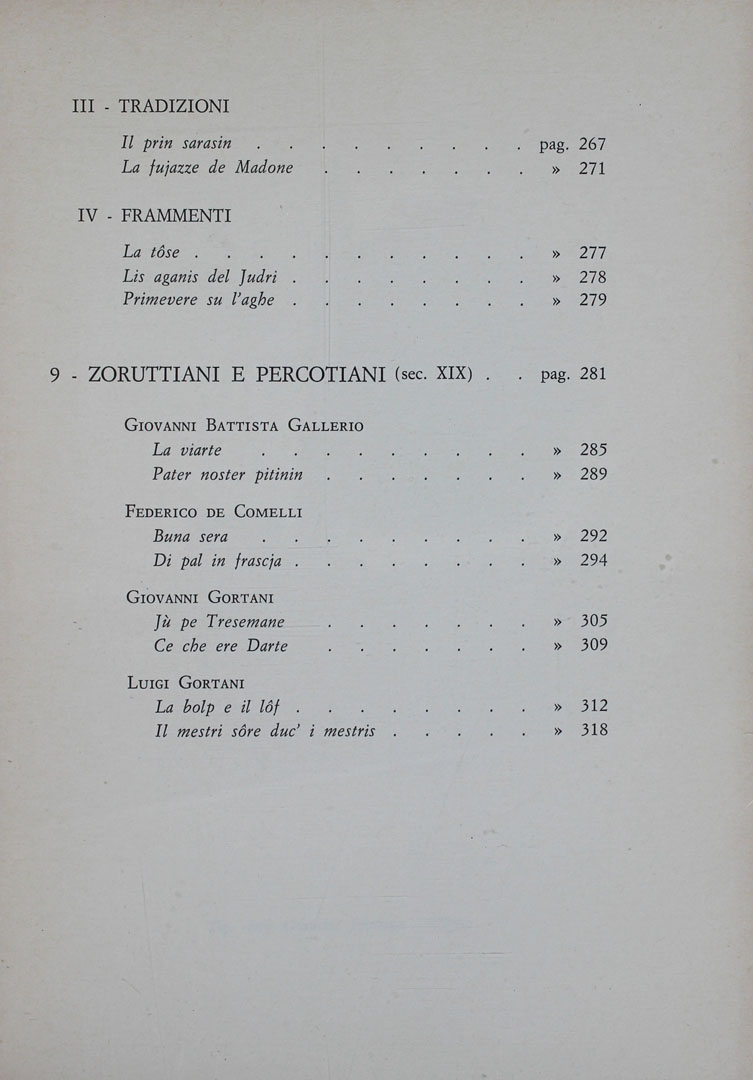 III - TRADIZIONI
Il prin sarasin . . . . . . . . . pag. 267
La fujazze de Madone . . . . . . . » 271
IV - FRAMMENTI
La tôse . . . . . . . . . . . » 277
Lis aganis del Judri . . . . . . . . » 278
Primevere su l'aghe . . . . . . . . » 279
9 - ZORUTTIANI E PERCOTIANI (sec. XIX) . . pag. 281
GIOVANNI BATTISTA GALLERIO
La viarte . . . . . . . . . » 285
Pater noster pitinin . . . . . . . » 289
FEDERICO DE COMELLI
Buna sera . . . . . . . . . » 292
Di pal in frascja . . . . . . . . » 294
GIOVANNI GORTANI
Jù pe Tresemane . . . . . . . » 305
Ce che ere Darte . . . . . . . » 309
LUIGI GORTANI
La bolp e il lôf . . . . . . . . » 312
Il mestri sôre duc' i mestris . . . . . » 318